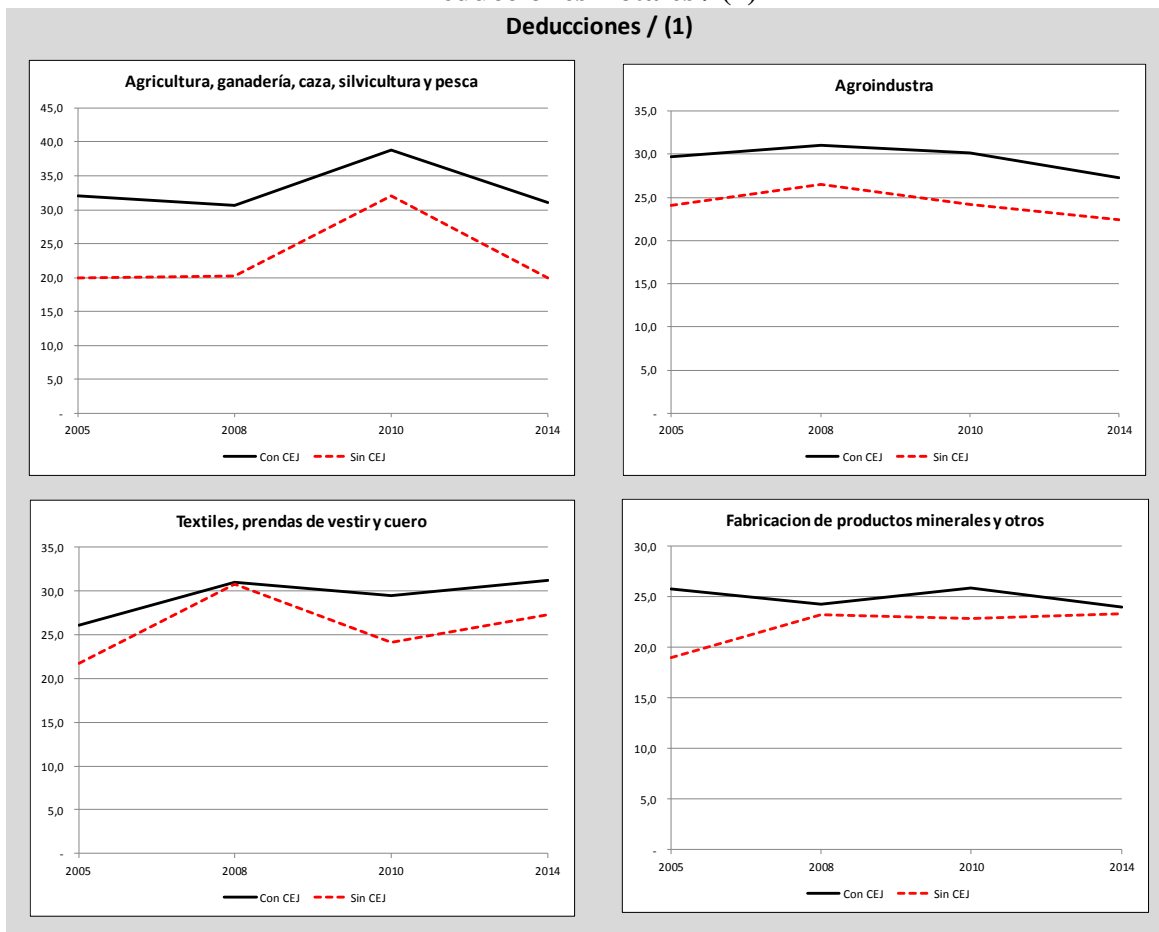 Deducciones / (1)
Agricultura, ganadería, caza, silvicultura y pesca
45,0
40,0
35,0
30,0
25,0
20,0
15,0
10,0
5,0
-
2005 2008 2010 2014
Con CEJ Sin CEJ
Agroindustra
35,0
30,0
25,0
20,0
15,0
10,0
5,0
-
2005 2008 2010 2014
Con CEJ Sin CEJ
Textiles, prendas de vestir y cuero
35,0
30,0
25,0
20,0
15,0
10,0
5,0
-
2005 2008 2010 2014
Con CEJ Sin CEJ
Fabricacion de productos minerales y otros
30,0
25,0
20,0
15,0
10,0
5,0
-
2005 2008 2010 2014
Con CEJ Sin CEJ